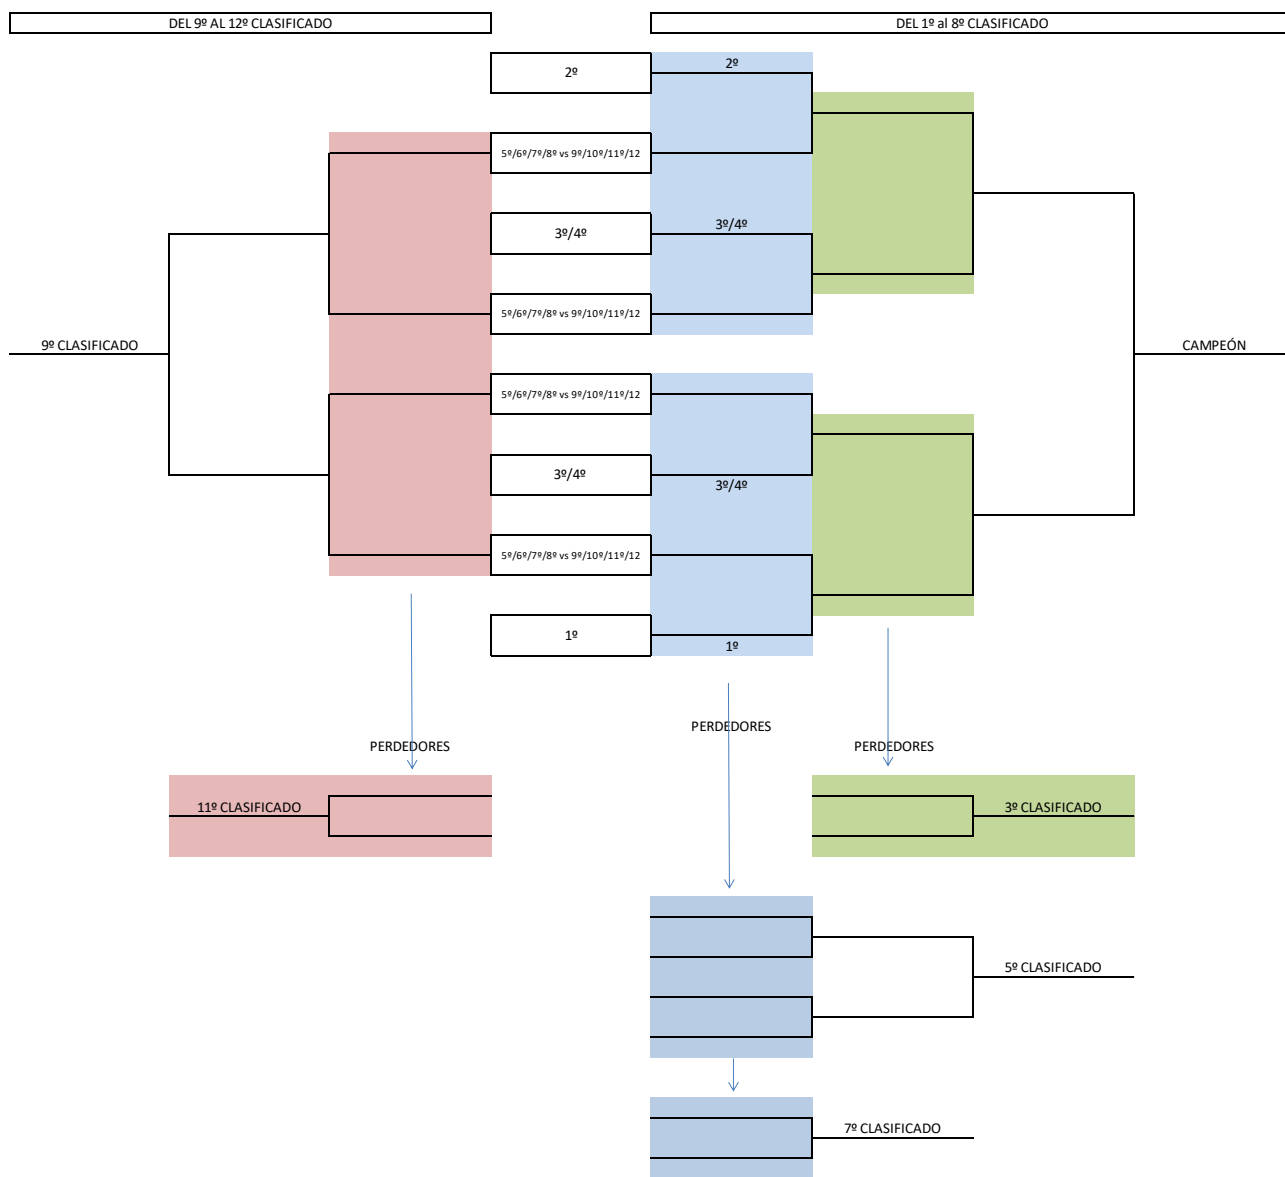 DEL 9º AL 12º CLASIFICADO
DEL 1º al 8º CLASIFICADO
2º
2º
5º/6º/7º/8º vs 9º/10º/11º/12
3º/4º
3º/4º
5º/6º/7º/8º vs 9º/10º/11º/12
9º CLASIFICADO
CAMPEÓN
5º/6º/7º/8º vs 9º/10º/11º/12
3º/4º
3º/4º
5º/6º/7º/8º vs 9º/10º/11º/12
1º
1º
PERDEDORES
PERDEDORES
PERDEDORES
11º CLASIFICADO
3º CLASIFICADO
5º CLASIFICADO
7º CLASIFICADO